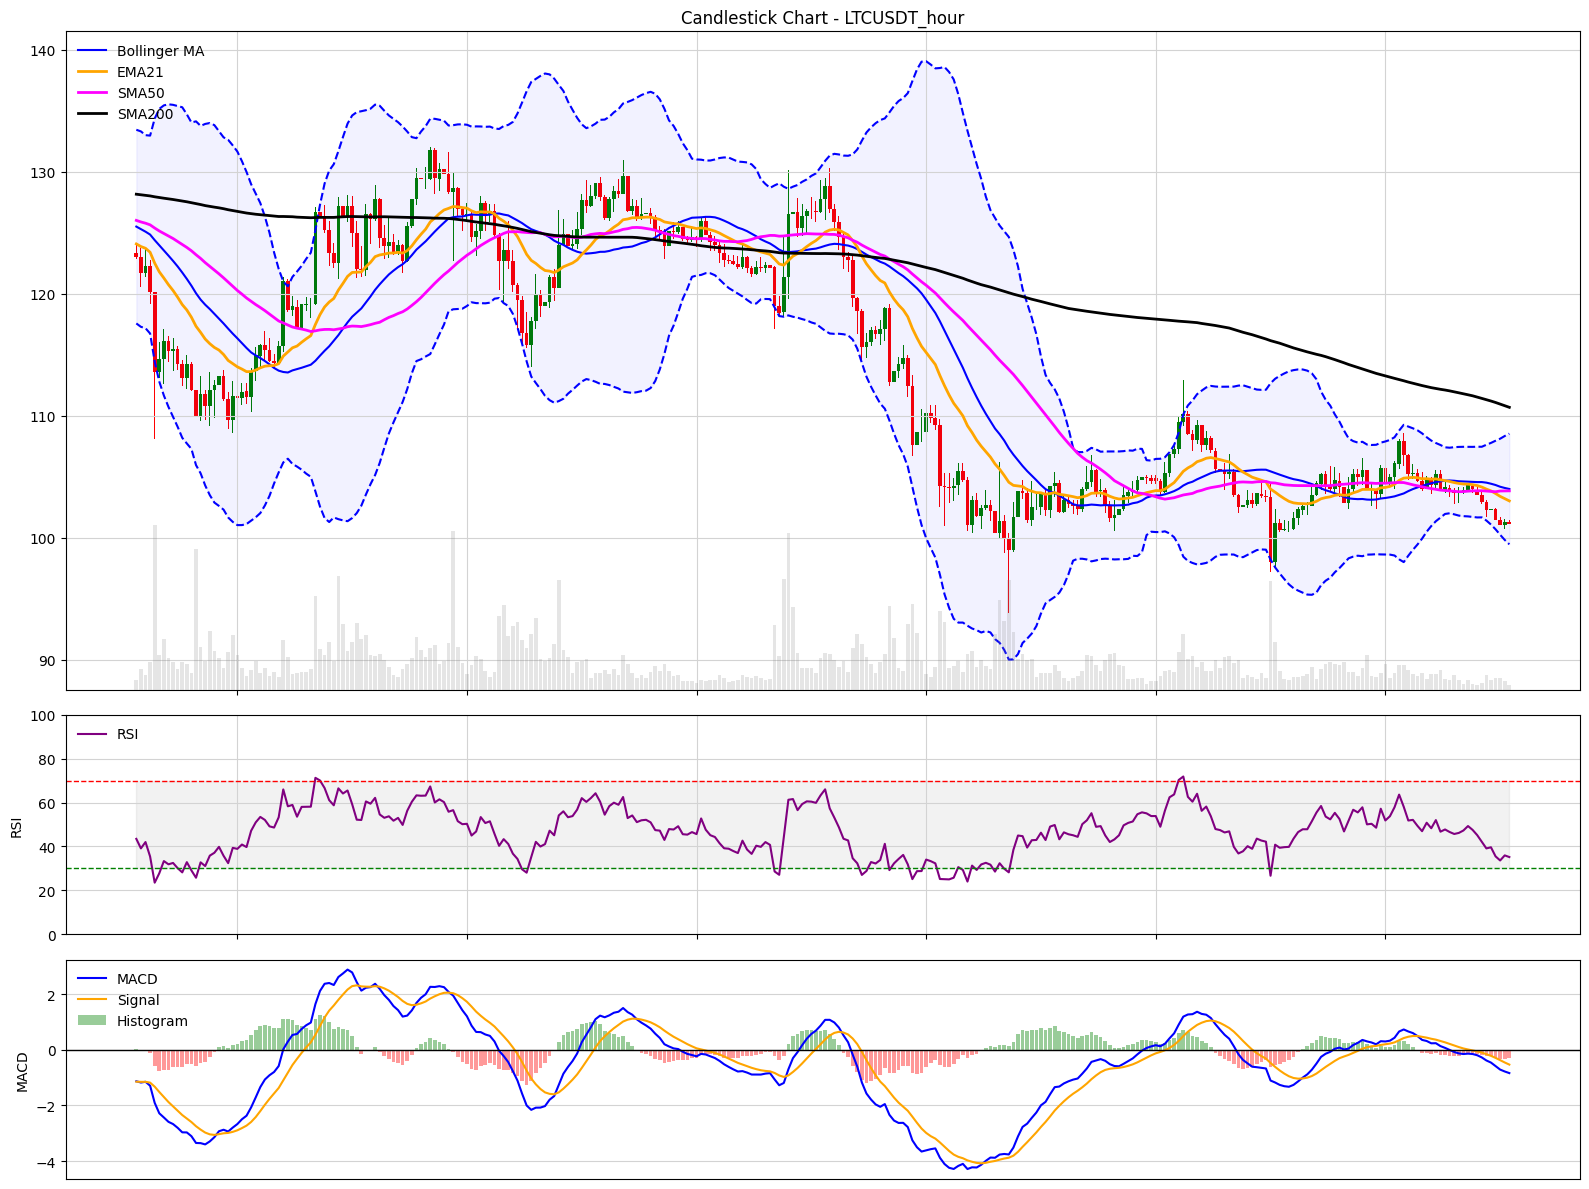 Candlestick Chart - LTCUSDT_hour
Bollinger MA
EMA21
SMA50
SMA200
140
130
120
110
100
90
RSI
100
80
60
40
20
0
RSI
MACD
Signal
Histogram
2
0
−2
−4
MACD